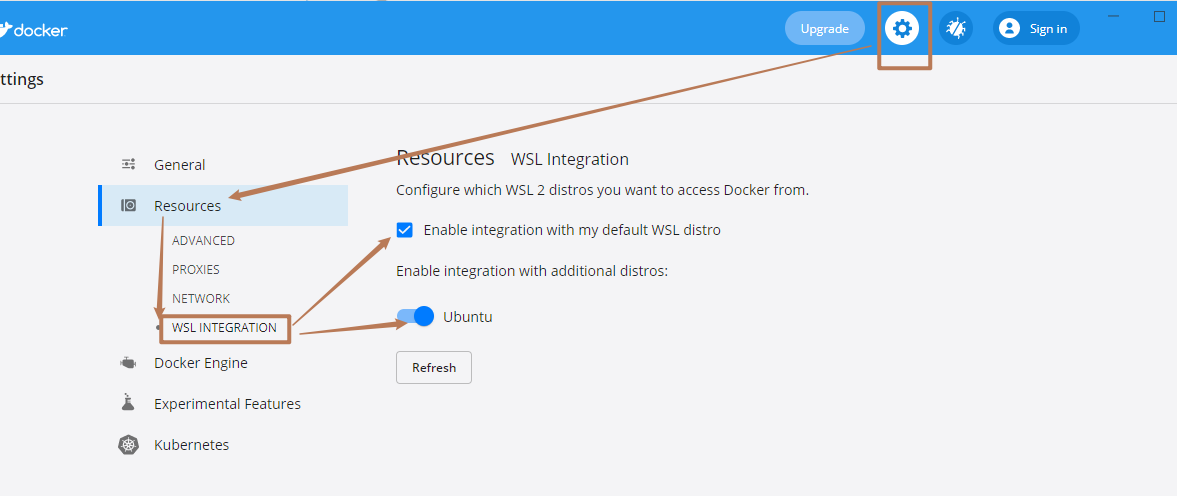 docker
Upgrade
Sign in
ttings
General
Resources
ADVANCED
PROXIES
NETWORK
WSL INTEGRATION
Docker Engine
Experimental Features
Kubernetes
Resources WSL Integration
Configure which WSL 2 distros you want to access Docker from.
Enable integration with my default WSL distro
Enable integration with additional distros:
Ubuntu
Refresh